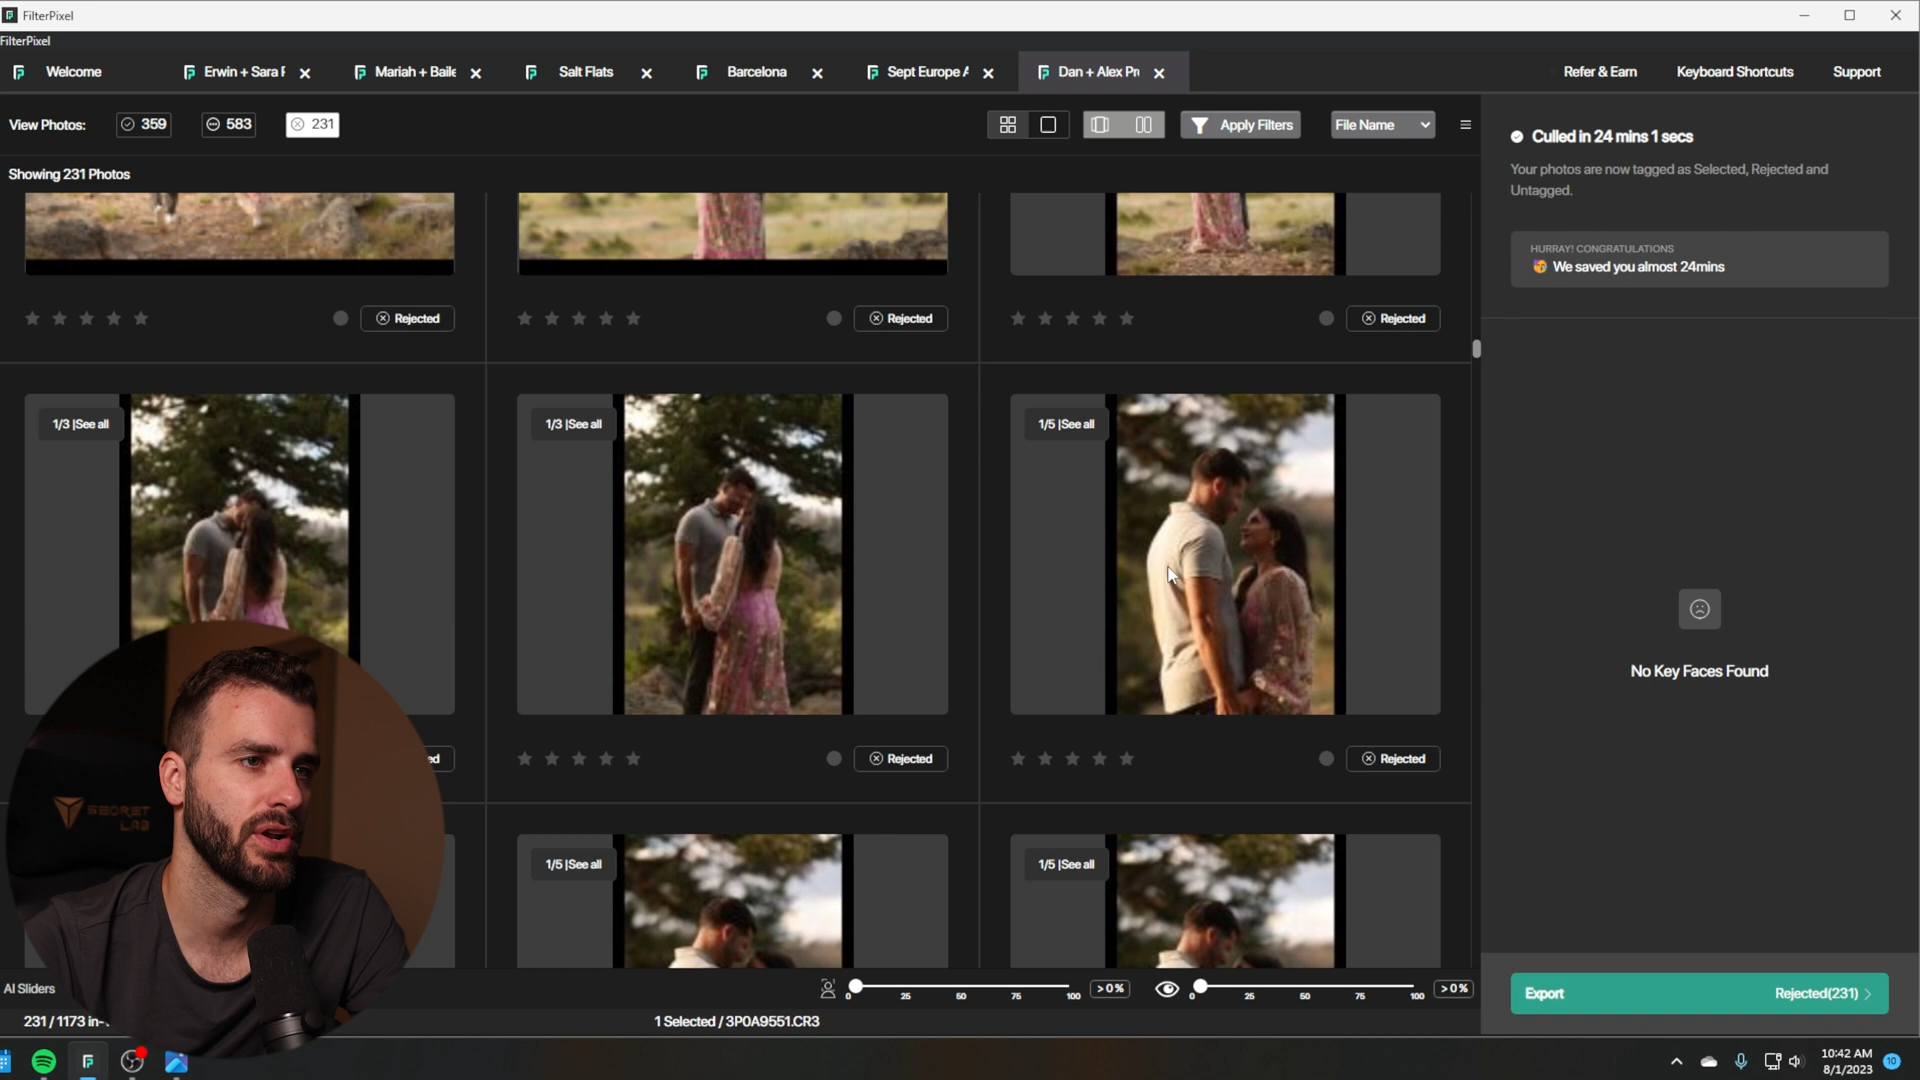 FilterPixel
FilterPixel
Welcome
Erwin + Sara F
Mariah + Baile
Salt Flats
Barcelona
Sept Europe A
Dan + Alex Pr
Refer & Earn
Keyboard Shortcuts
Support
View Photos:
359
583
231
Apply Filters
File Name
Culled in 24 mins 1 secs
Your photos are now tagged as Selected, Rejected and
Untagged.
HURRAY! CONGRATULATIONS
We saved you almost 24mins
Showing 231 Photos
Rejected
Rejected
Rejected
1/3 |See all
1/3 |See all
1/5 |See all
No Key Faces Found
ed
Rejected
Rejected
SECRET
LAB
1/5 |See all
1/5 |See all
AI Sliders
0 25 50 75 100
>0%
0 25 50 75 100
>0%
Export
Rejected(231)
231 / 1173 in-
1 Selected / 3P0A9551.CR3
10:42 AM
8/1/2023
10